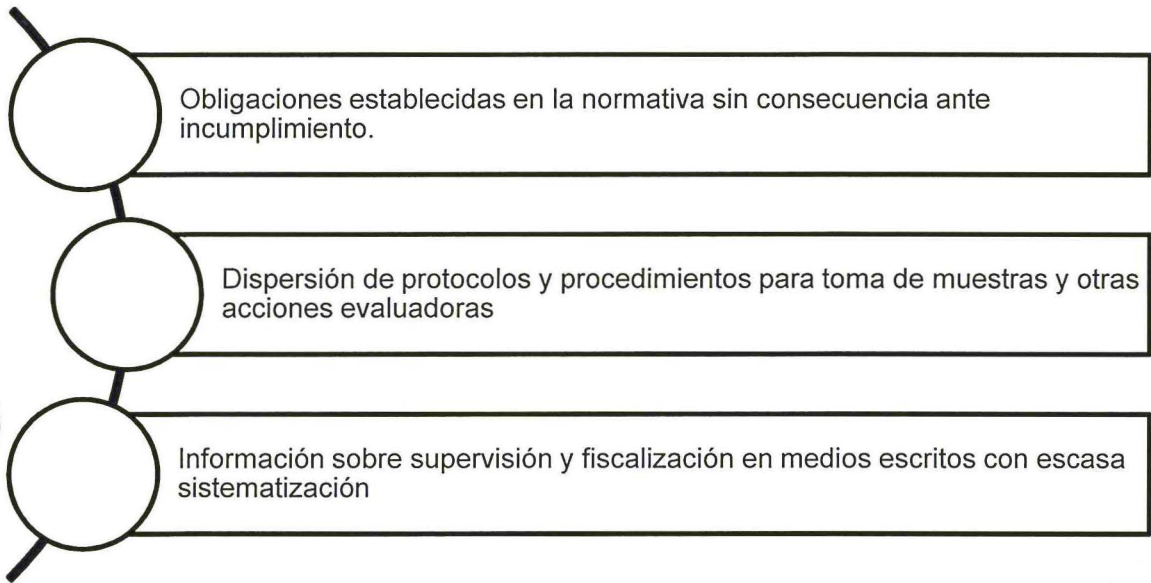 Obligaciones establecidas en la normativa sin consecuencia ante
incumplimiento.
Dispersión de protocolos y procedimientos para toma de muestras y otras
acciones evaluadoras
Información sobre supervisión y fiscalización en medios escritos con escasa
sistematización